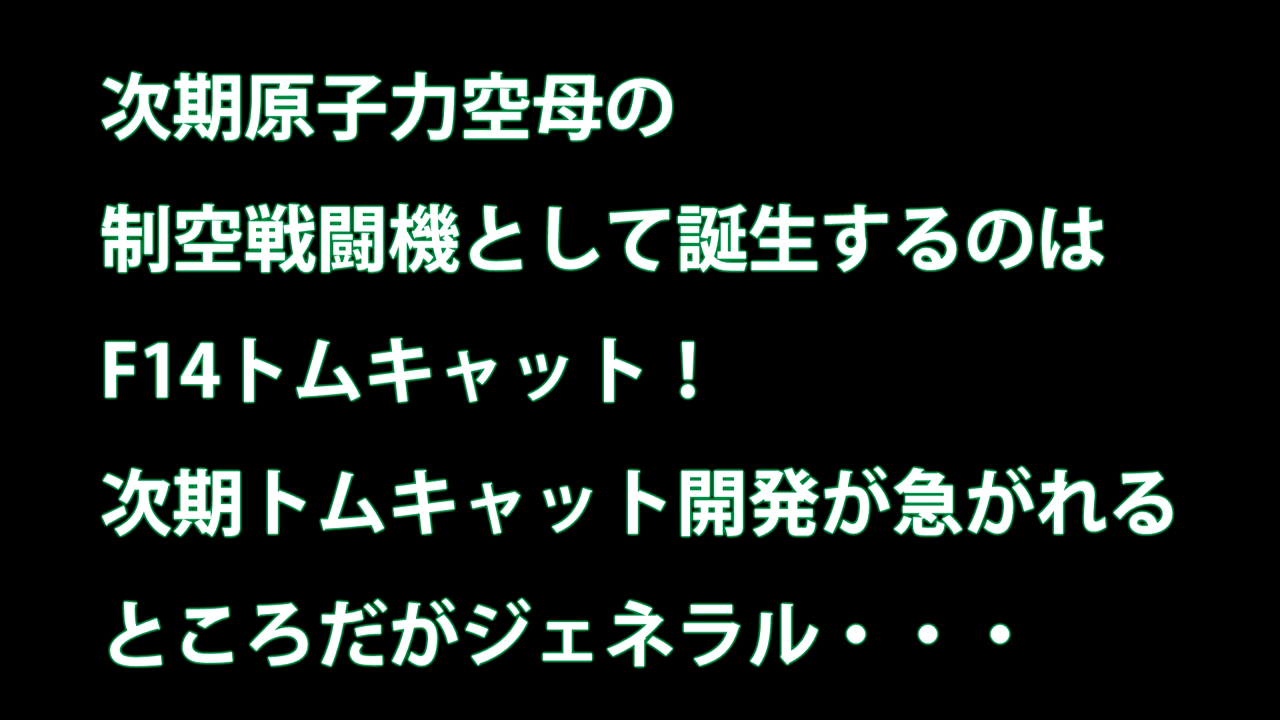 次期原子力空母の
制空戦闘機として誕生するのは
F14トムキャット！
次期トムキャット開発が急がれる
ところだがジェネラル・・・